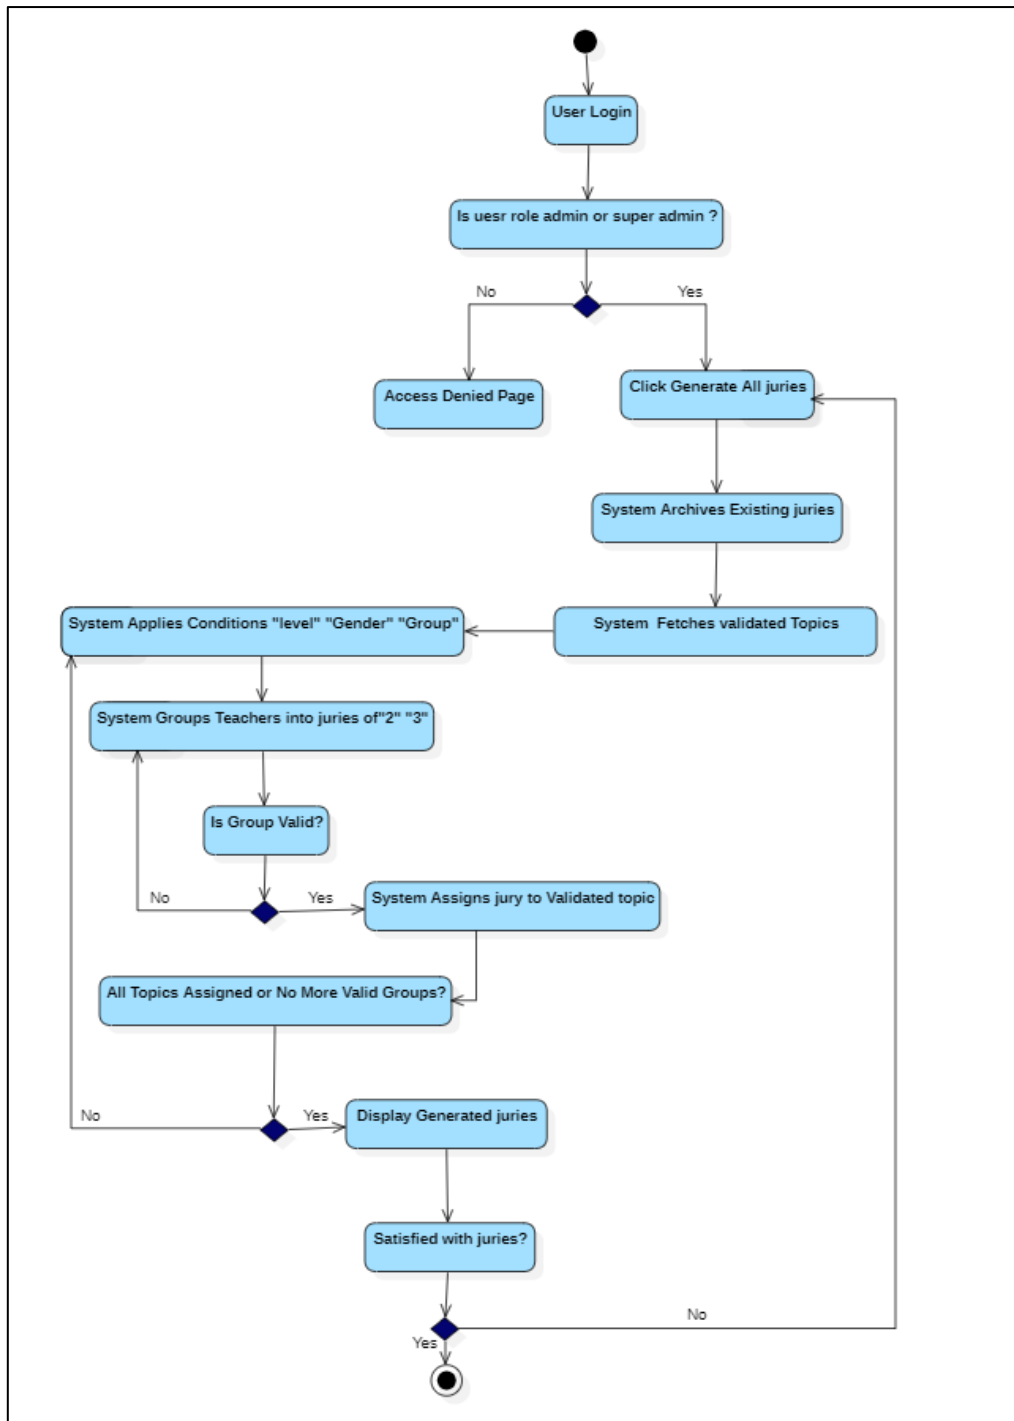 User Login
Is uesr role admin or super admin ?
No
Yes
Access Denied Page
Click Generate All juries
System Archives Existing juries
System Applies Conditions "level" "Gender" "Group"
System  Fetches validated Topics
System Groups Teachers into juries of"2" "3"
Is Group Valid?
No
Yes
System Assigns jury to Validated topic
All Topics Assigned or No More Valid Groups?
No
Yes
Display Generated juries
Satisfied with juries?
No
Yes